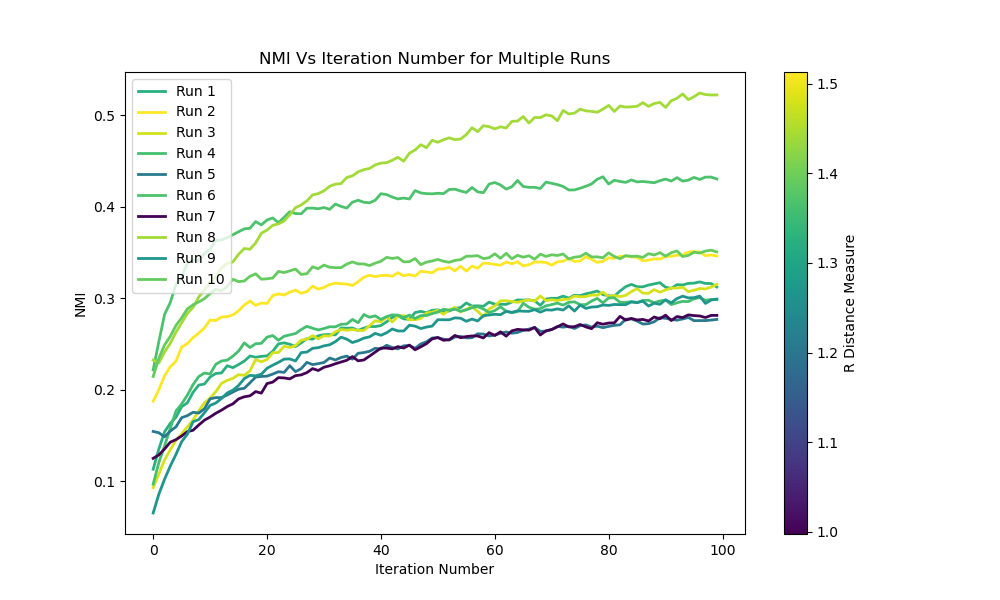 NMI Vs Iteration Number for Multiple Runs
Run 1
Run 2
Run 3
Run 4
Run 5
Run 6
Run 7
Run 8
Run 9
Run 10
0.5
0.4
0.3
0.2
0.1
NMI
0 20 40 60 80 100
Iteration Number
1.5
1.4
1.3
1.2
1.1
1.0
R Distance Measure